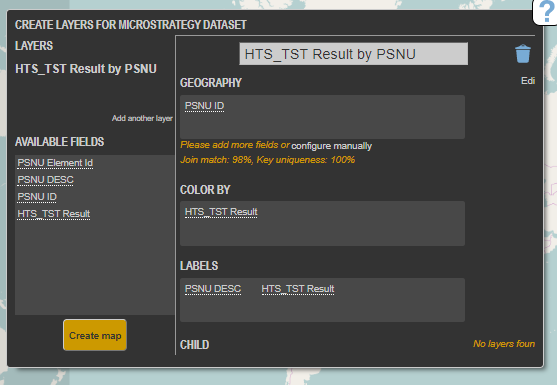 ?
CREATE LAYERS FOR MICROSTRATEGY DATASET
LAYERS
HTS_TST Result by PSNU
Add another layer
AVAILABLE FIELDS
PSNU Element Id
PSNU DESC
PSNU ID
HTS_TST Result
Create map
HTS_TST Result by PSNU
GEOGRAPHY
Edi
PSNU ID
Please add more fields or configure manually
Join match: 98%, Key uniqueness: 100%
COLOR BY
HTS_TST Result
LABELS
PSNU DESC HTS_TST Result
CHILD
No layers foun